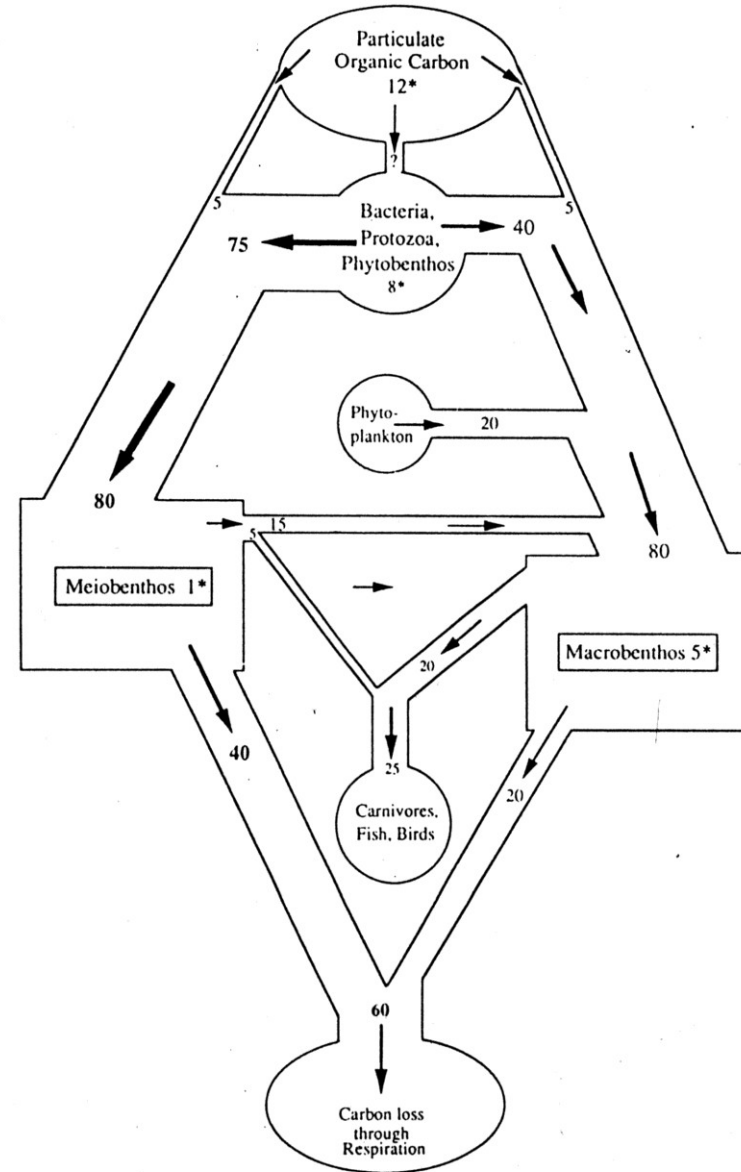 Particulate
Organic Carbon
12*
?
5
5
Bacteria,
Protozoa,
Phytobenthos
8*
75
40
Phyto-
plankton
20
80
15
5
80
Meiobenthos 1*
Macrobenthos 5*
20
40
25
20
Carnivores,
Fish, Birds
60
Carbon loss
through
Respiration